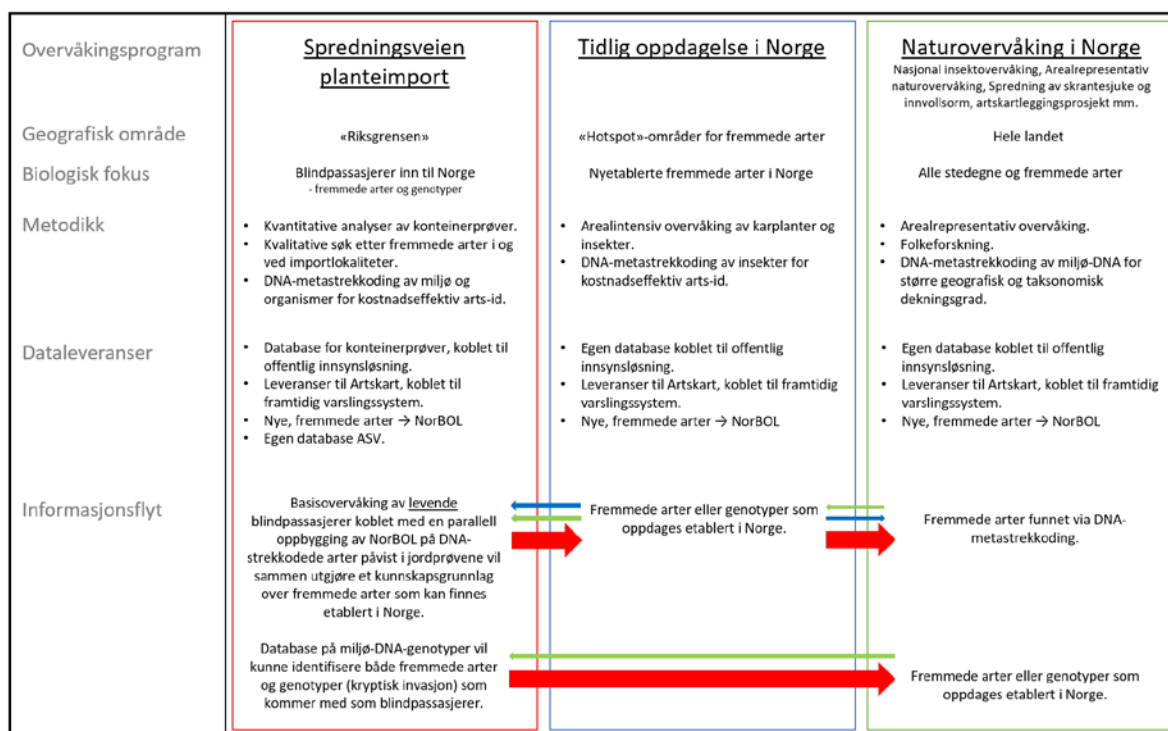 Overvåkingsprogram
Spredningsveien
planteimport
Tidlig oppdagelse i Norge
Naturovervåking i Norge
Nasjonal insektovervåking, Arealrepresentativ
naturovervåking, Spredning av skrantesjuke og
innvollsorm, artskartleggingsprosjekt mm.
Geografisk område
«Riksgrensen»
«Hotspot»-områder for fremmede arter
Hele landet
Biologisk fokus
Blindpassasjerer inn til Norge
- fremmede arter og genotyper
Nyetablerte fremmede arter i Norge
Alle stedegne og fremmede arter
Metodikk
• Kvantitative analyser av konteinerprøver.
• Kvalitative søk etter fremmede arter i og
ved importlokaliteter.
• DNA-metastrekkoding av miljø og
organismer for kostnadseffektiv arts-id.
• Arealintensiv overvåking av karplanter og
insekter.
• DNA-metastrekkoding av insekter for
kostnadseffektiv arts-id.
• Arealrepresentativ overvåking.
• Folkeforskning.
• DNA-metastrekkoding av miljø-DNA for
større geografisk og taksonomisk
dekningsgrad.
Dataleveranser
• Database for konteinerprøver, koblet til
offentlig innsynsløsning.
• Leveranser til Artskart, koblet til
framtidig varslingssystem.
• Nye, fremmede arter → NorBOL
• Egen database ASV.
• Egen database koblet til offentlig
innsynsløsning.
• Leveranser til Artskart, koblet til framtidig
varslingssystem.
• Nye, fremmede arter → NorBOL
• Egen database koblet til offentlig
innsynsløsning.
• Leveranser til Artskart, koblet til framtidig
varslingssystem.
• Nye, fremmede arter → NorBOL
Informasjonsflyt
Basisovervåking av levende
blindpassasjerer koblet med en parallell
oppbygging av NorBOL på DNA-
strekkodede arter påvist i jordprøvene vil
sammen utgjøre et kunnskapsgrunnlag
over fremmede arter som kan finnes
etablert i Norge.
Fremmede arter eller genotyper som
oppdages etablert i Norge.
Fremmede arter funnet via DNA-
metastrekkoding.
Database på miljø-DNA-genotyper vil
kunne identifisere både fremmede arter
og genotyper (kryptisk invasjon) som
kommer med som blindpassasjerer.
Fremmede arter eller genotyper som
oppdages etablert i Norge.